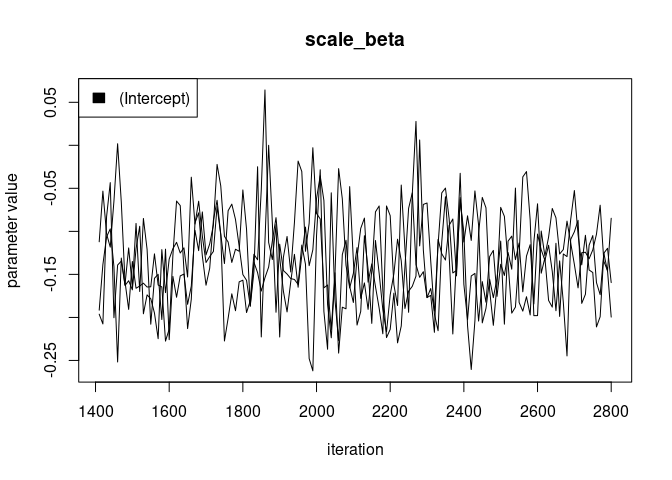 scale_beta
(Intercept)
parameter value
0.05
-0.05
-0.15
-0.25
1400 1600 1800 2000 2200 2400 2600 2800
iteration